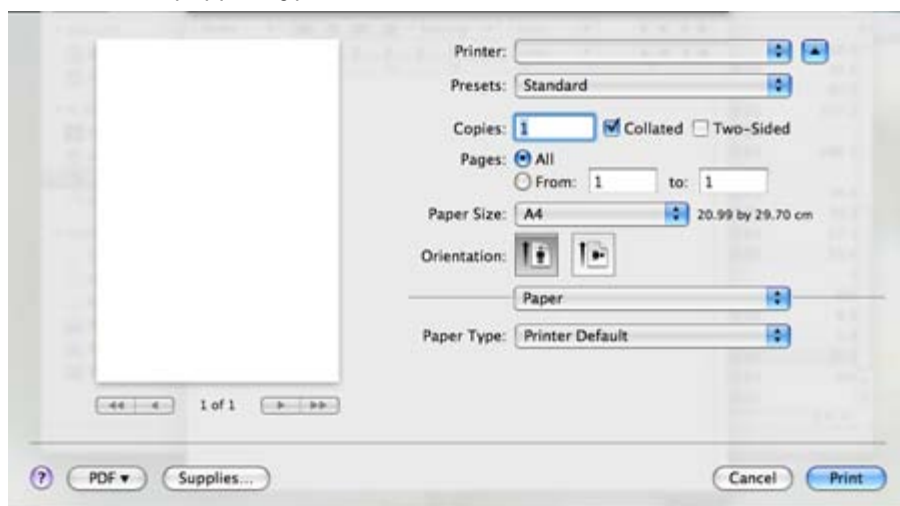 Printer:
Presets: Standard
Copies: 1 Collated Two-Sided
Pages: All
From: 1 to: 1
Paper Size: A4 20.99 by 29.70 cm
Orientation:
Paper
Paper Type: Printer Default
1 of 1
? PDF Supplies... Cancel Print